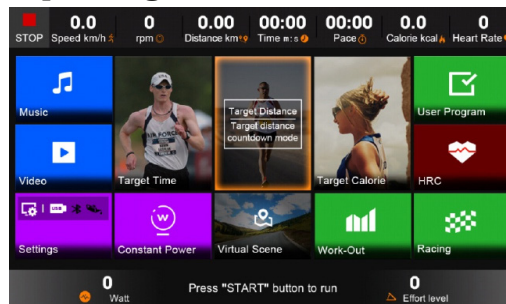 0.0
0
0.00
00:00
00:00
0.0
0
STOP
Speed km/h
rpm
Distance km
Time m:s
Pace
Calorie kcal
Heart Rate
Music
Target Time
Target Distance
Target distance
countdown mode
Target Calorie
User Program
Video
HRC
Settings
W
Constant Power
Virtual Scene
Work-Out
Racing
0
Watt
Press "START" button to run
0
Effort level